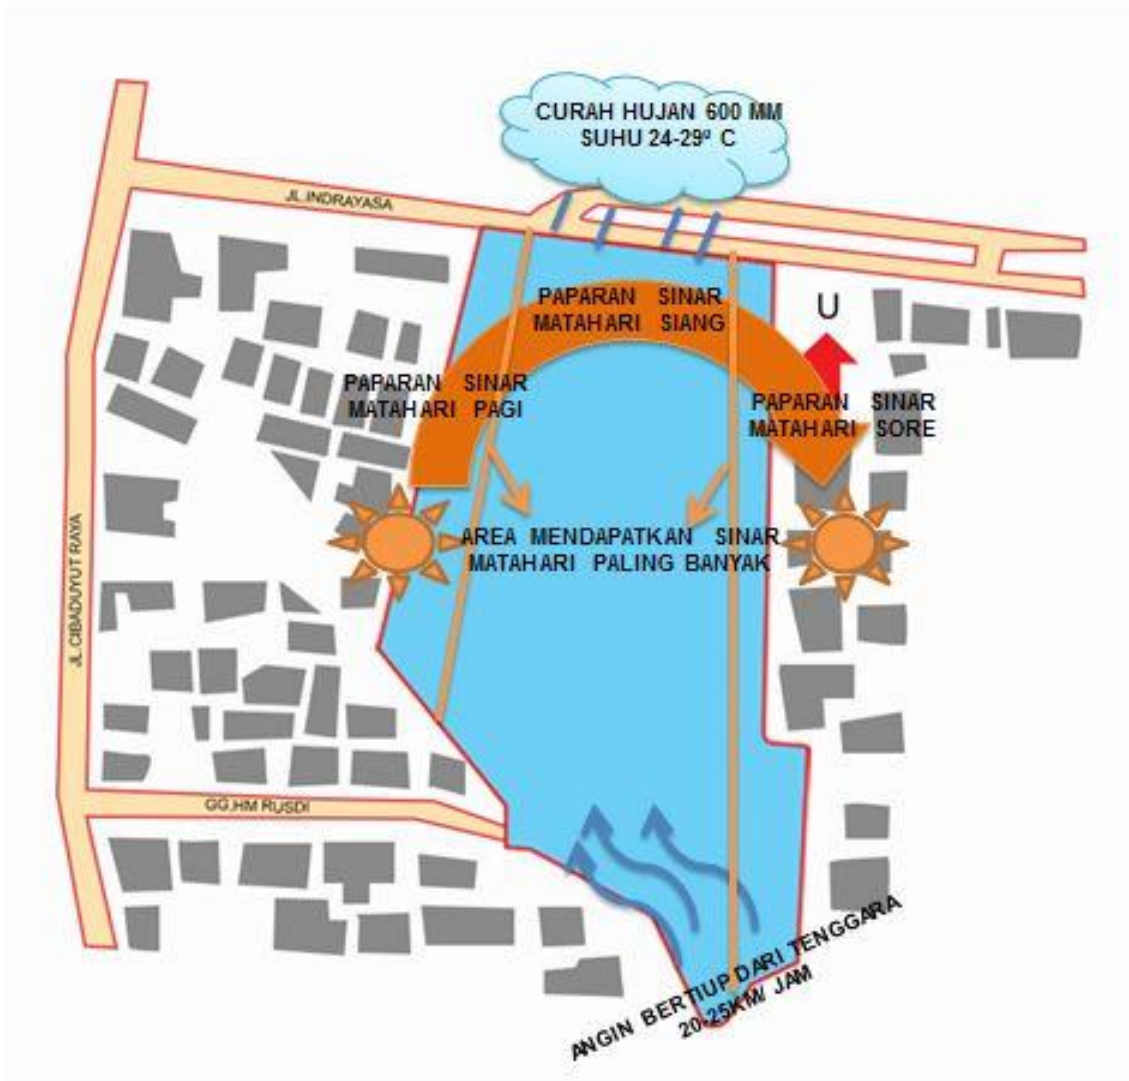 CURAH HUJAN 600 MM
SUHU 24-29º C
JL.INDRAYASA
PAPARAN SINAR
MATAHARI SIANG
U
PAPARAN SINAR
MATAHARI PAGI
PAPARAN SINAR
MATAHARI SORE
AREA MENDAPATKAN SINAR
MATAHARI PALING BANYAK
JL.CIBADUYUT RAYA
GG.HM RUSDI
ANGIN BERTIUP DARI TENGGARA
20-25KM/ JAM